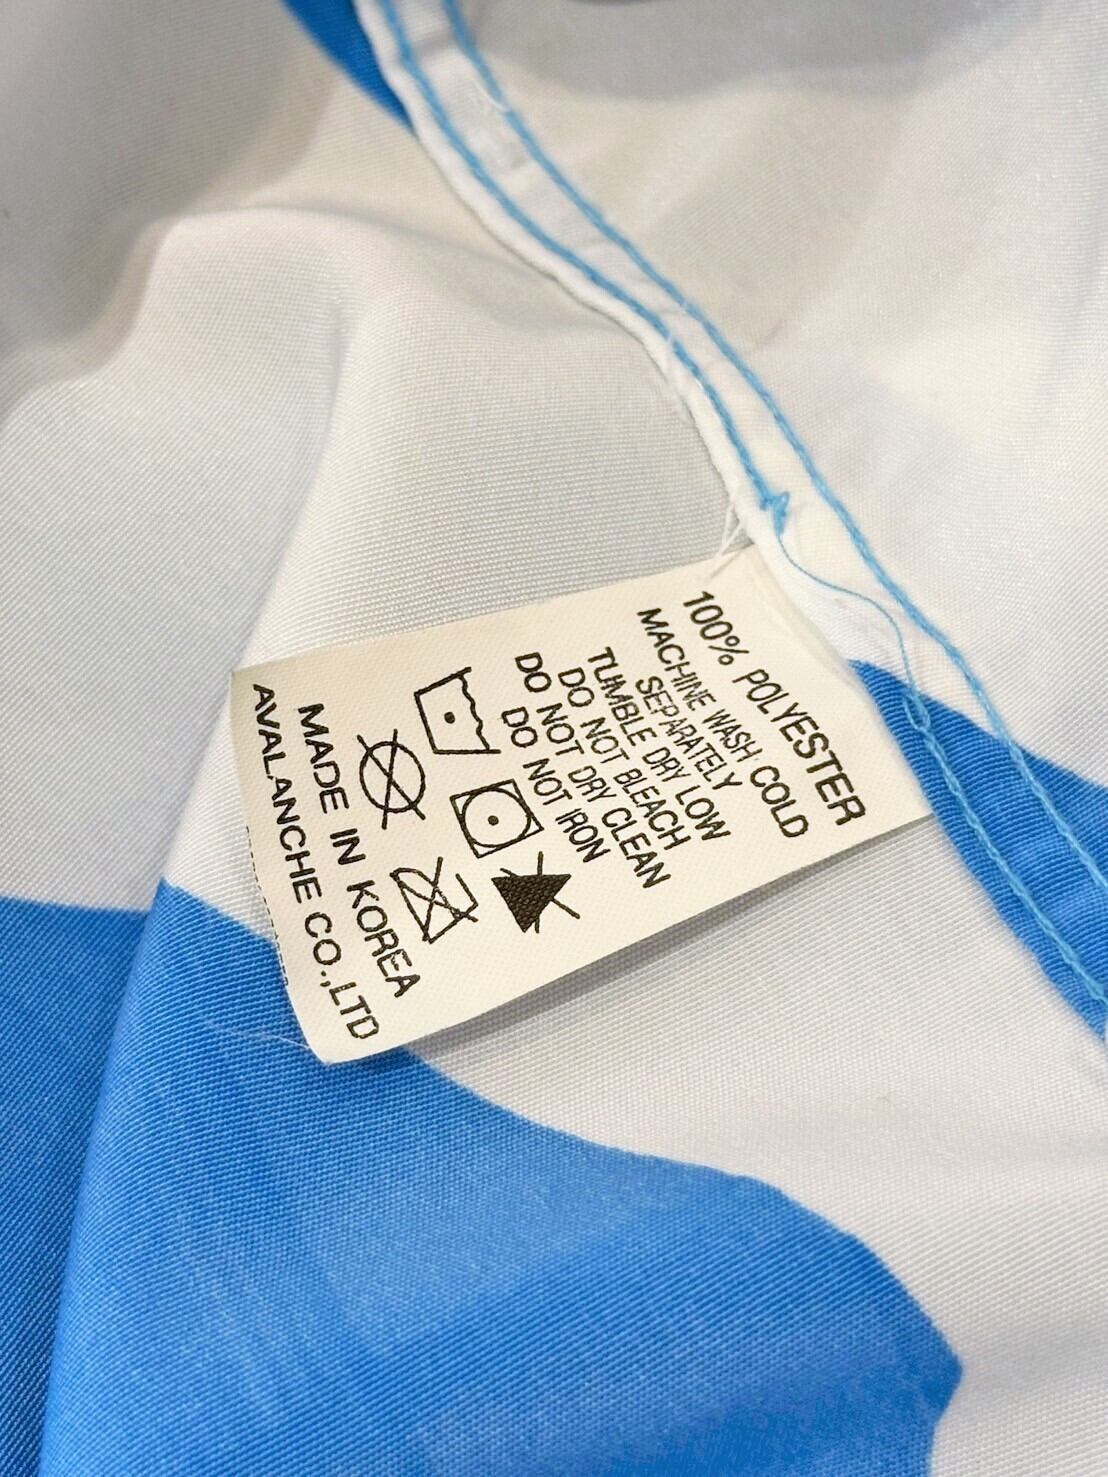 100% POLYESTER
MACHINE WASH COLD
SEPARATELY
TUMBLE DRY LOW
DO NOT BLEACH
DO NOT DRY CLEAN
DO NOT IRON
MADE IN KOREA
AVALANCHE CO.,LTD